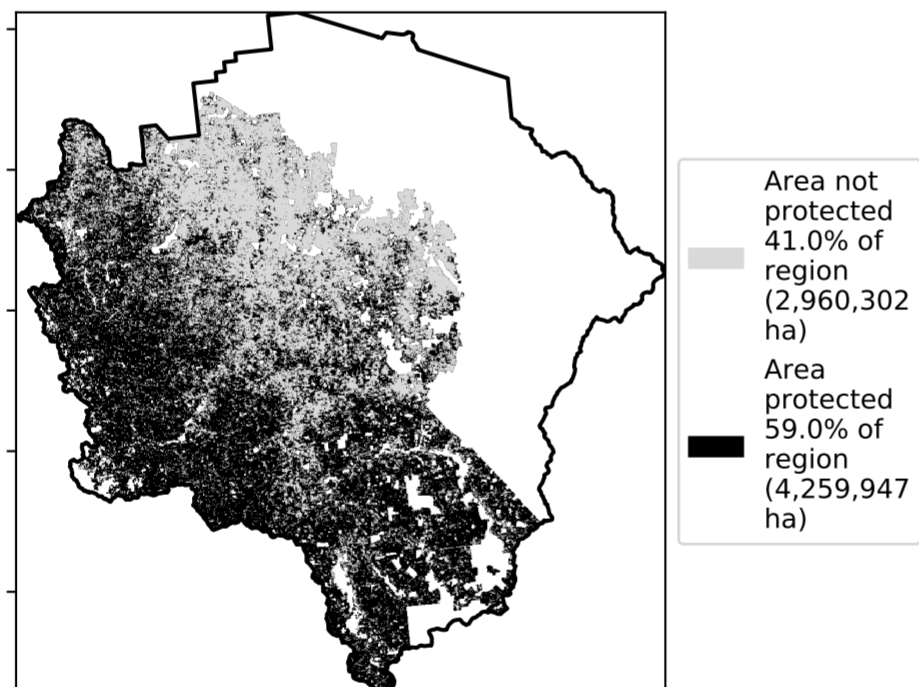 Area not
protected
41.0% of
region
(2,960,302
ha)
Area
protected
59.0% of
region
(4,259,947
ha)